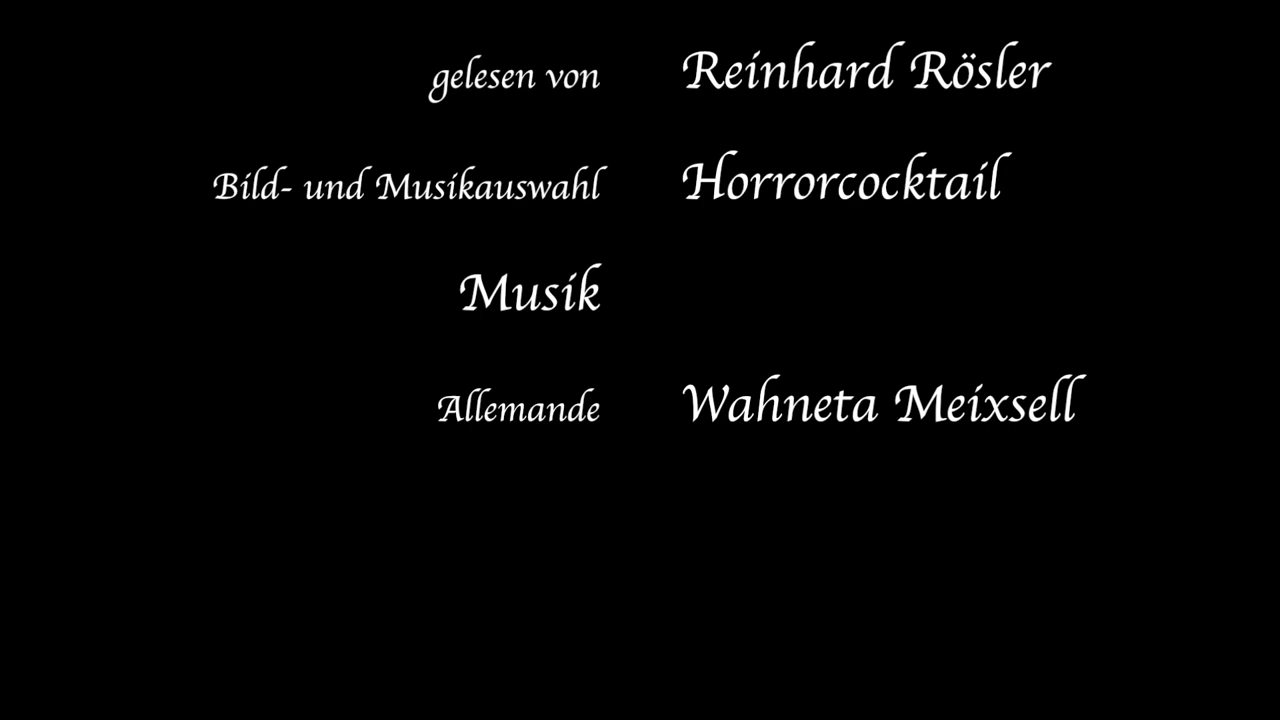 gelesen von Reinhard Rösler
Bild- und Musikauswahl Horrorcocktail
Musik
Allemande Wahneta Meixsell